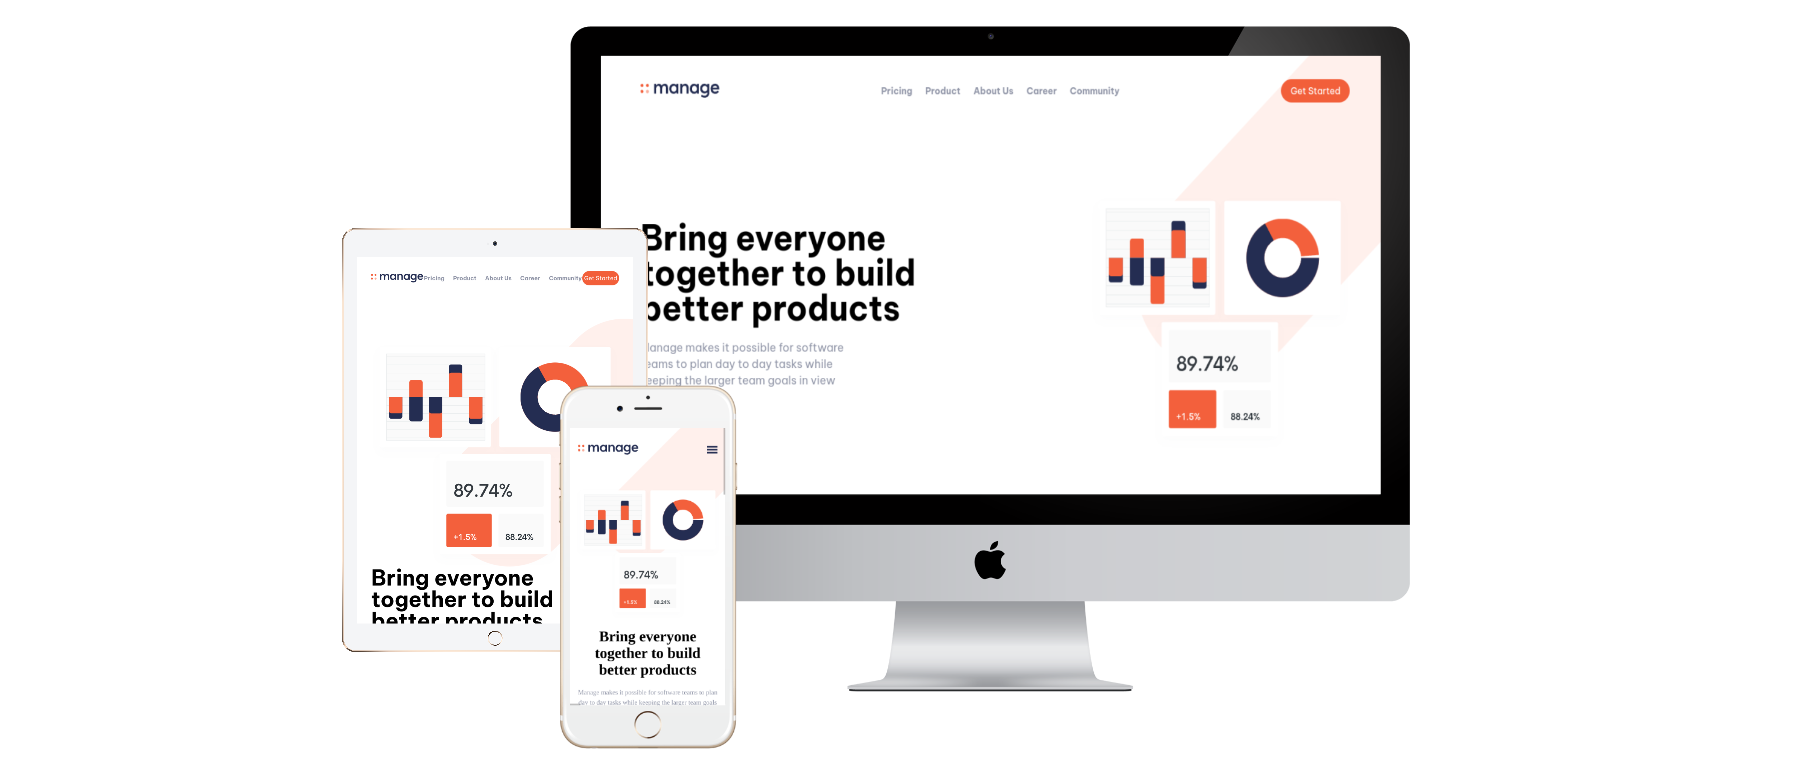 manage
Pricing Product About Us Career Community
Get Started
Bring everyone
together to build
better products
anage makes it possible for software
eams to plan day to day tasks while
eeping the larger team goals in view
89.74%
+1.5% 88.24%
manage Pricing Product About Us Career Community Get Started
89.74%
+1.5% 88.24%
Bring everyone
together to build
better products
manage
89.74%
+1.5% 88.24%
Bring everyone
together to build
better products
Manage makes it possible for software teams to plan
day to day tasks while keeping the larger team goals